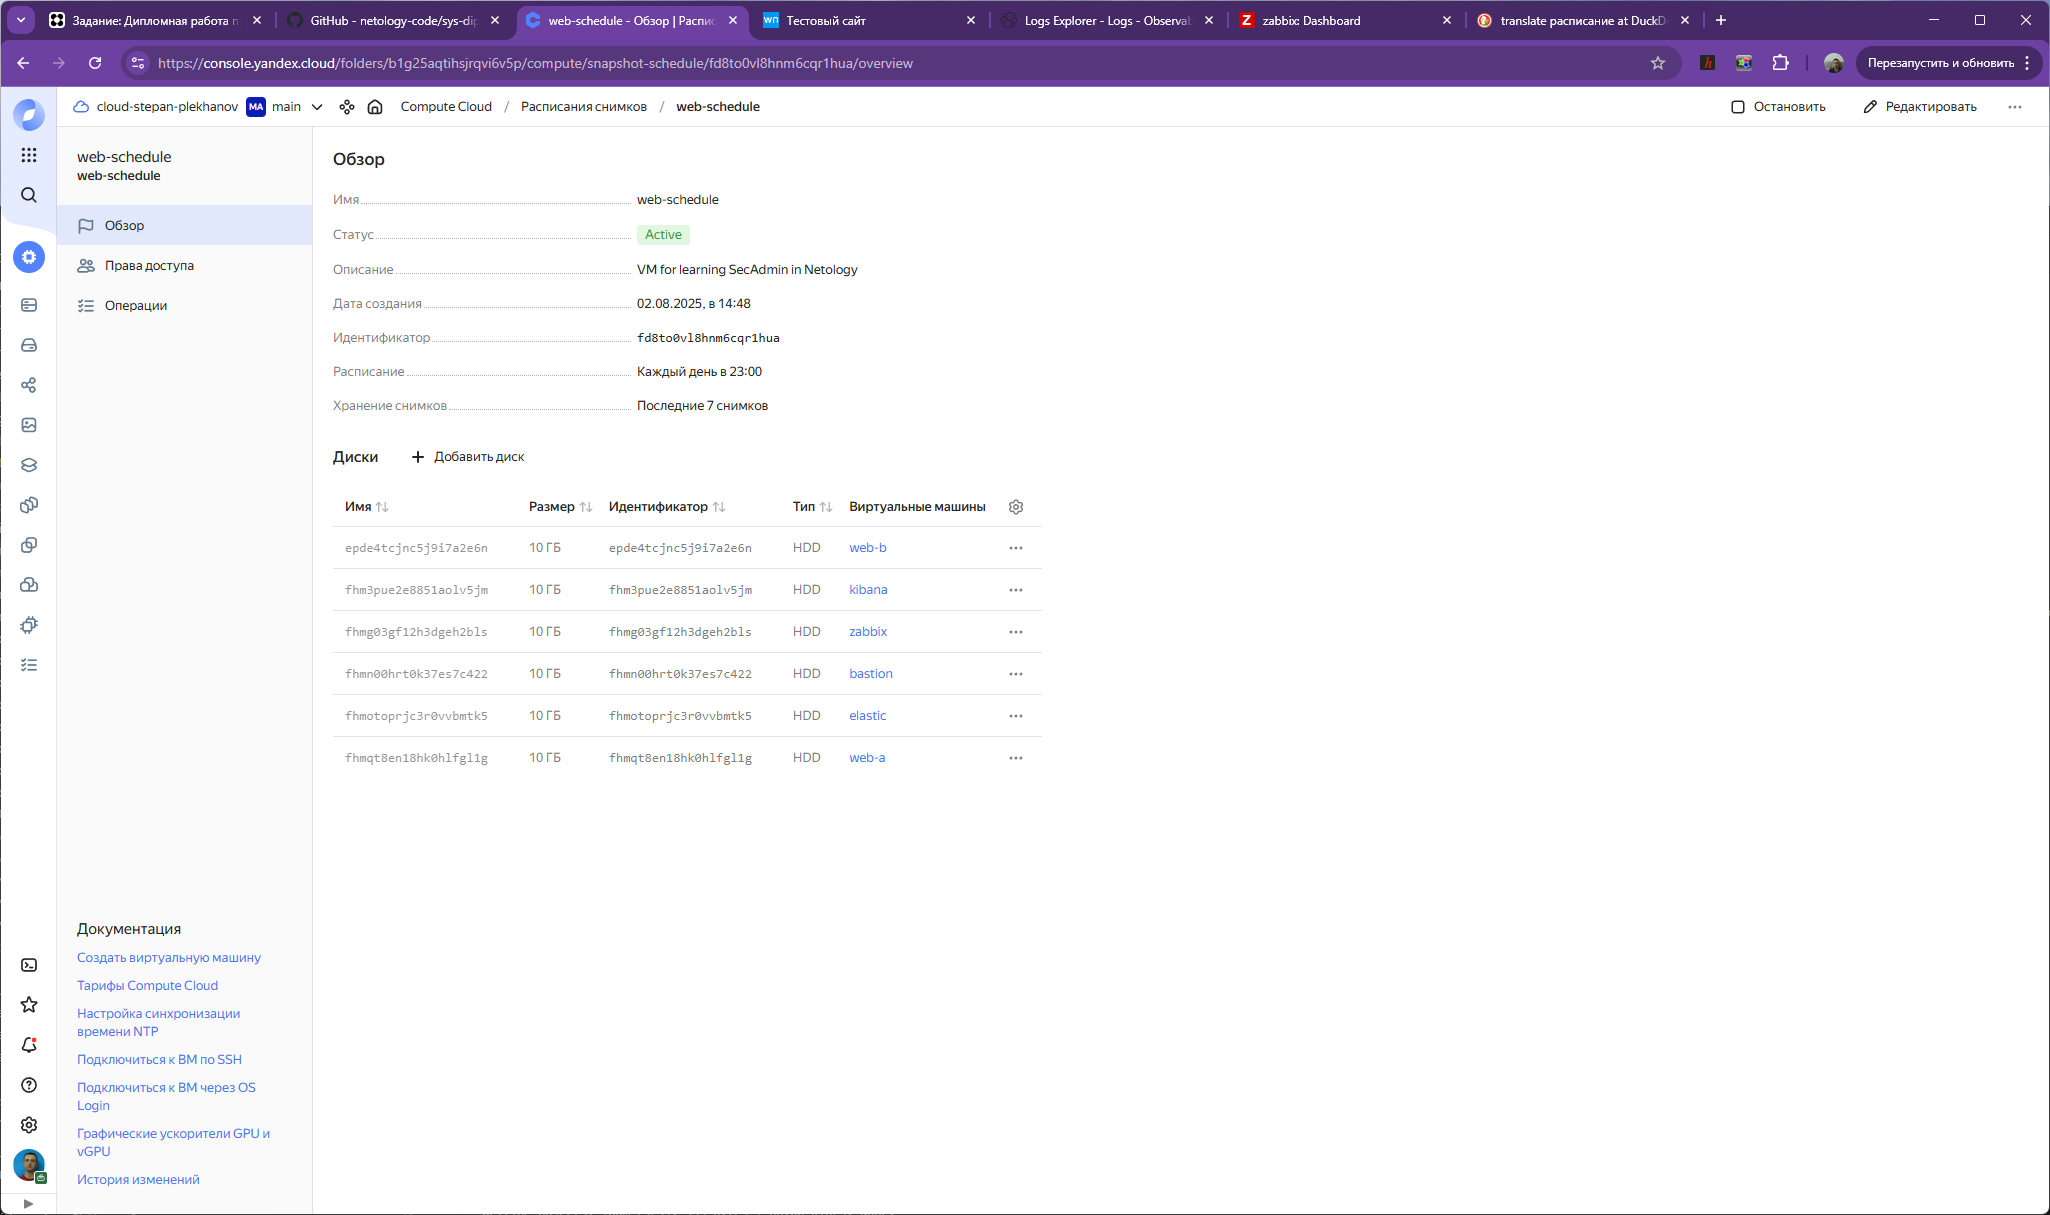 Задание: Дипломная работа п
GitHub - netology-code/sys-dip
web-schedule - Обзор | Распис
Тестовый сайт
Logs Explorer - Logs - Observa
zabbix: Dashboard
translate расписание at DuckD
https://console.yandex.cloud/folders/b1g25aqtihsjrqvi6v5p/compute/snapshot-schedule/fd8to0vl8hnm6cqr1hua/overview
Перезапустить и обновить
cloud-stepan-plekhanov MA main
Compute Cloud / Расписания снимков / web-schedule
Остановить
Редактировать
web-schedule
web-schedule
Обзор
Права доступа
Операции
Обзор
Имя web-schedule
Статус Active
Описание VM for learning SecAdmin in Netology
Дата создания 02.08.2025, в 14:48
Идентификатор fd8to0vl8hnm6cqr1hua
Расписание Каждый день в 23:00
Хранение снимков Последние 7 снимков
Диски + Добавить диск
Имя Размер Идентификатор Тип Виртуальные машины
epde4tcjnc5j9i7a2e6n 10 ГБ epde4tcjnc5j9i7a2e6n HDD web-b
fhm3pue2e8851aolv5jm 10 ГБ fhm3pue2e8851aolv5jm HDD kibana
fhmg03gf12h3dgeh2bls 10 ГБ fhmg03gf12h3dgeh2bls HDD zabbix
fhmn00hrt0k37es7c422 10 ГБ fhmn00hrt0k37es7c422 HDD bastion
fhmotoprjc3r0vvbmtk5 10 ГБ fhmotoprjc3r0vvbmtk5 HDD elastic
fhmqt8en18hk0hlfgl1g 10 ГБ fhmqt8en18hk0hlfgl1g HDD web-a
Документация
Создать виртуальную машину
Тарифы Compute Cloud
Настройка синхронизации
времени NTP
Подключиться к ВМ по SSH
Подключиться к ВМ через OS
Login
Графические ускорители GPU и
vGPU
История изменений